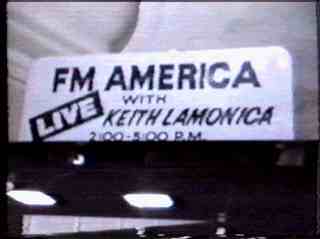 FM AMERICA
WITH
LIVE KEITH LAMONICA
2:00-5:00 P.M.